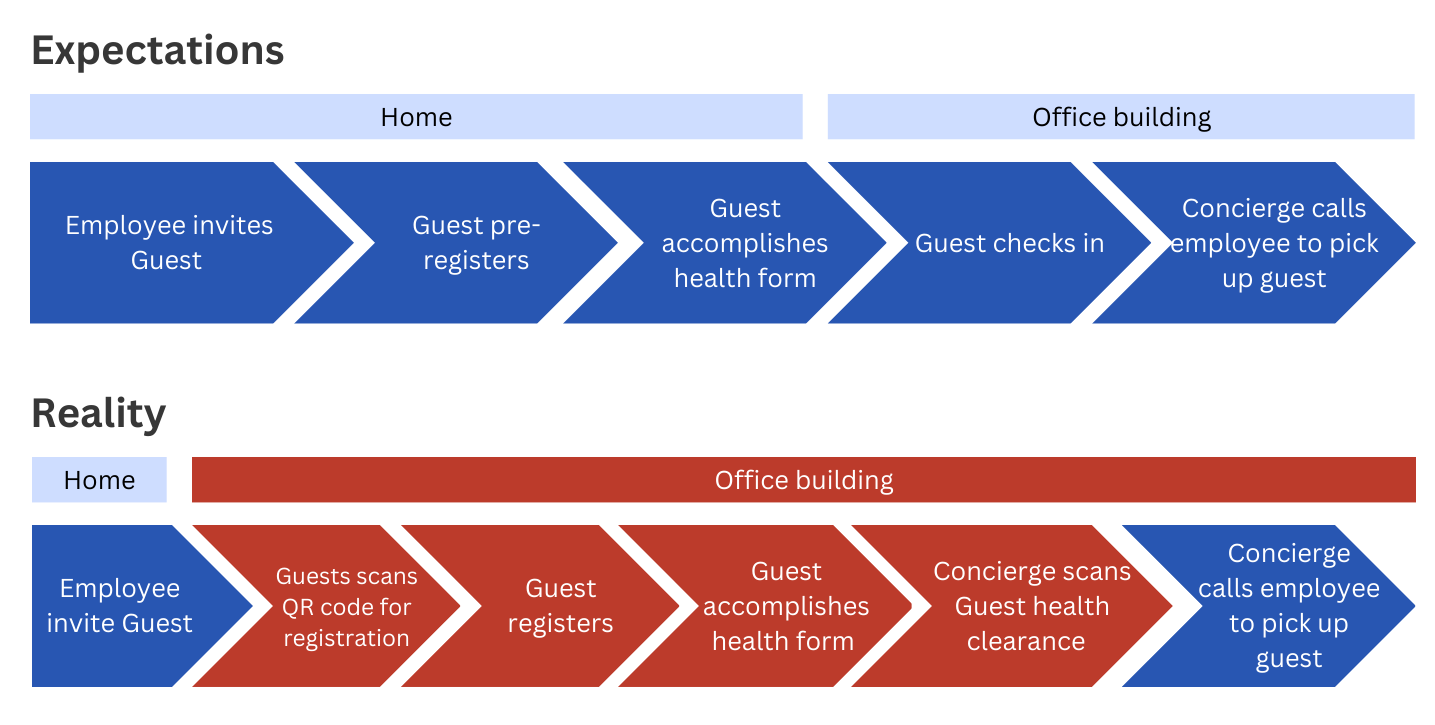 Expectations
Home
Office building
Employee invites
Guest
Guest pre-
registers
Guest
accomplishes
health form
Guest checks in
Concierge calls
employee to pick
up guest
Reality
Home
Office building
Employee
invite Guest
Guests scans
QR code for
registration
Guest
registers
Guest
accomplishes
health form
Concierge scans
Guest health
clearance
Concierge
calls employee
to pick up
guest